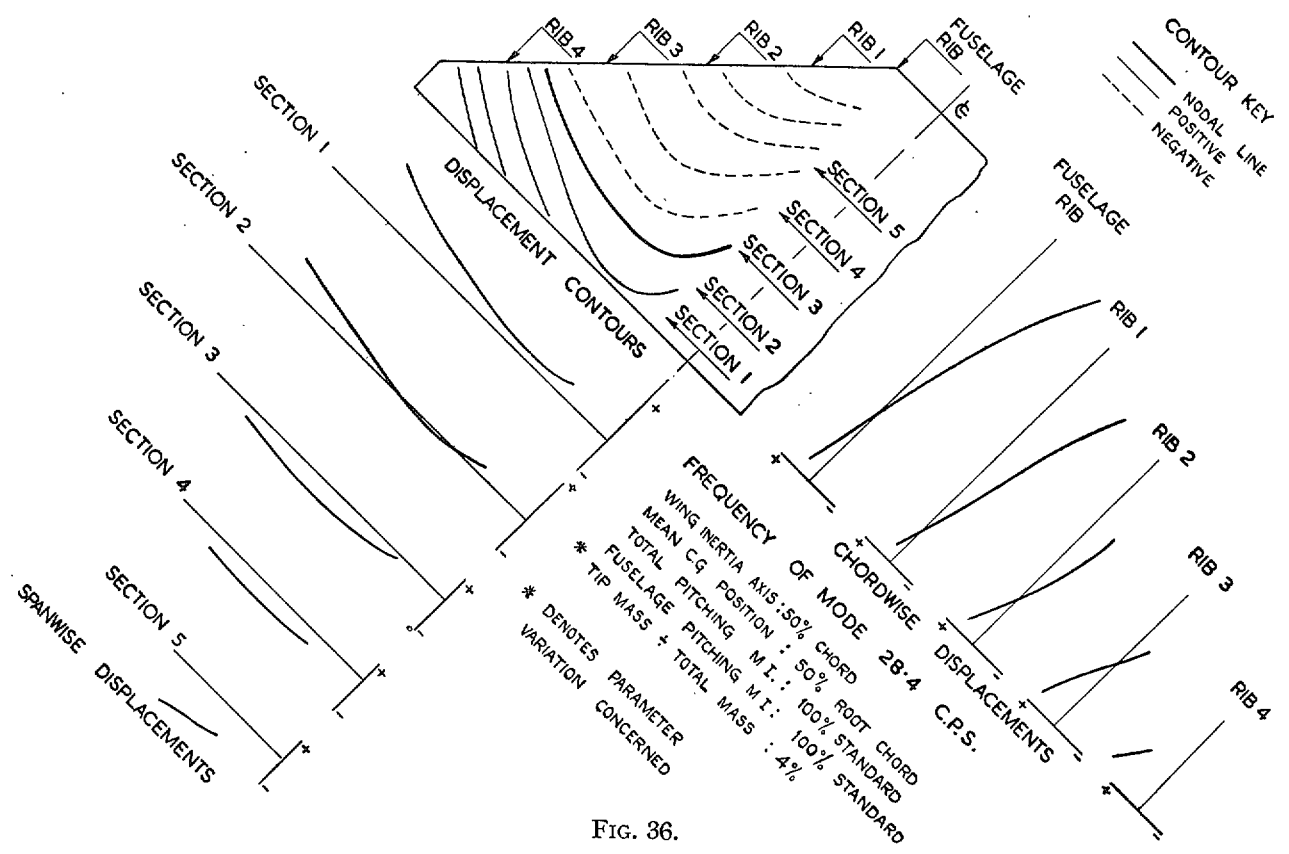 RIB 4
RIB 3
RIB 2
RIB 1
FUSELAGE
RIB
℄
CONTOUR KEY
NODAL LINE
POSITIVE
NEGATIVE
SECTION 1
SECTION 2
SECTION 3
SECTION 4
SECTION 5
SPANWISE DISPLACEMENTS
DISPLACEMENT CONTOURS
SECTION 5
SECTION 4
SECTION 3
SECTION 2
SECTION 1
FUSELAGE
RIB
RIB 1
RIB 2
RIB 3
RIB 4
CHORDWISE DISPLACEMENTS
FREQUENCY OF MODE 28·4 C.P.S.
WING INERTIA AXIS : 50% CHORD
MEAN C.G POSITION : 50% ROOT CHORD
TOTAL PITCHING M I. : 100% STANDARD
FUSELAGE PITCHING M I : 100% STANDARD
* TIP MASS ÷ TOTAL MASS : 4%
* DENOTES PARAMETER
VARIATION CONCERNED
+
-
+
-
+
-
+
-
+
-
+
-
+
-
+
-
+
-
+
-
FIG. 36.